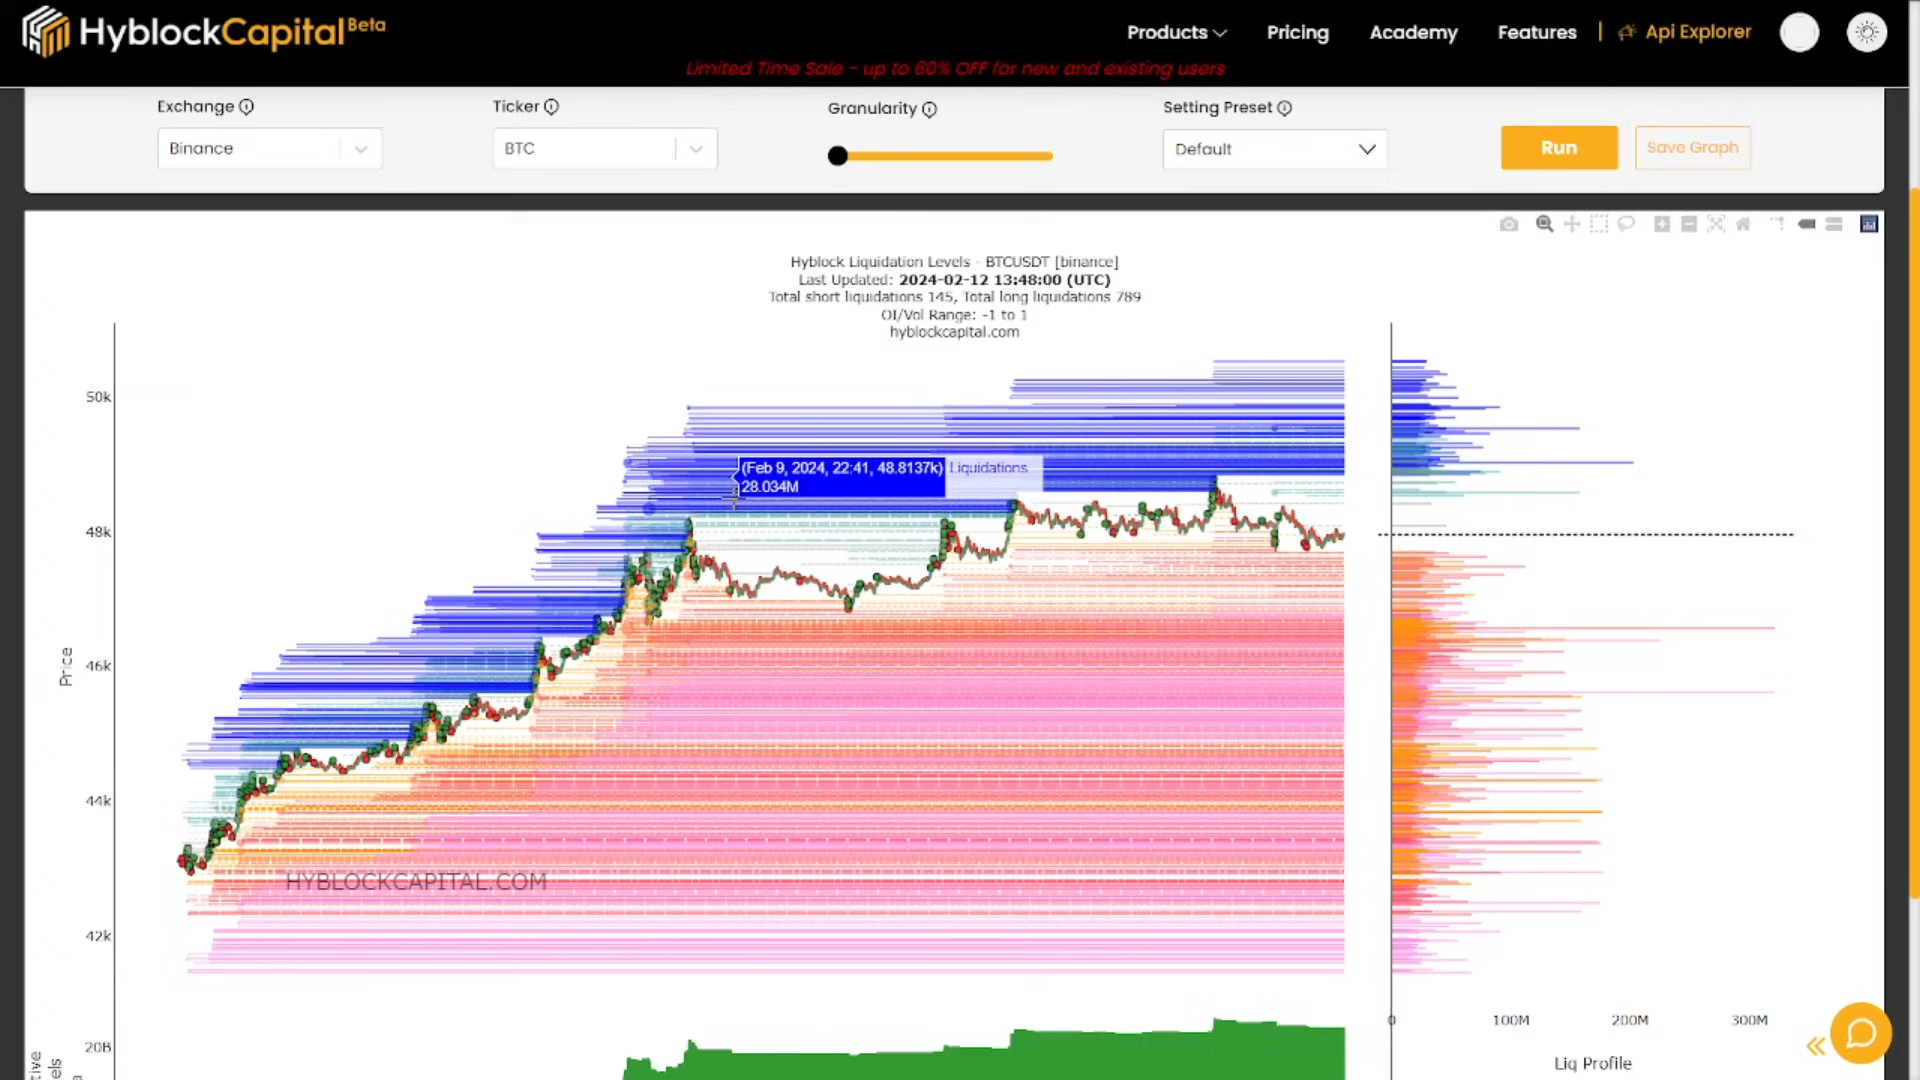 HyblockCapital Beta
Products
Pricing
Academy
Features
Api Explorer
Limited Time Sale - up to 60% OFF for new and existing users
Exchange
Ticker
Granularity
Setting Preset
Binance
BTC
Default
Run
Save Graph
Hyblock Liquidation Levels - BTCUSDT [binance]
Last Updated: 2024-02-12 13:48:00 (UTC)
Total short liquidations 145, Total long liquidations 789
OI/Vol Range: -1 to 1
hyblockcapital.com
50k
(Feb 9, 2024, 22:41, 48.8137k) Liquidations
28.034M
48k
Price
46k
44k
HYBLOCKCAPITAL.COM
42k
0
100M
200M
300M
20B
Liq Profile